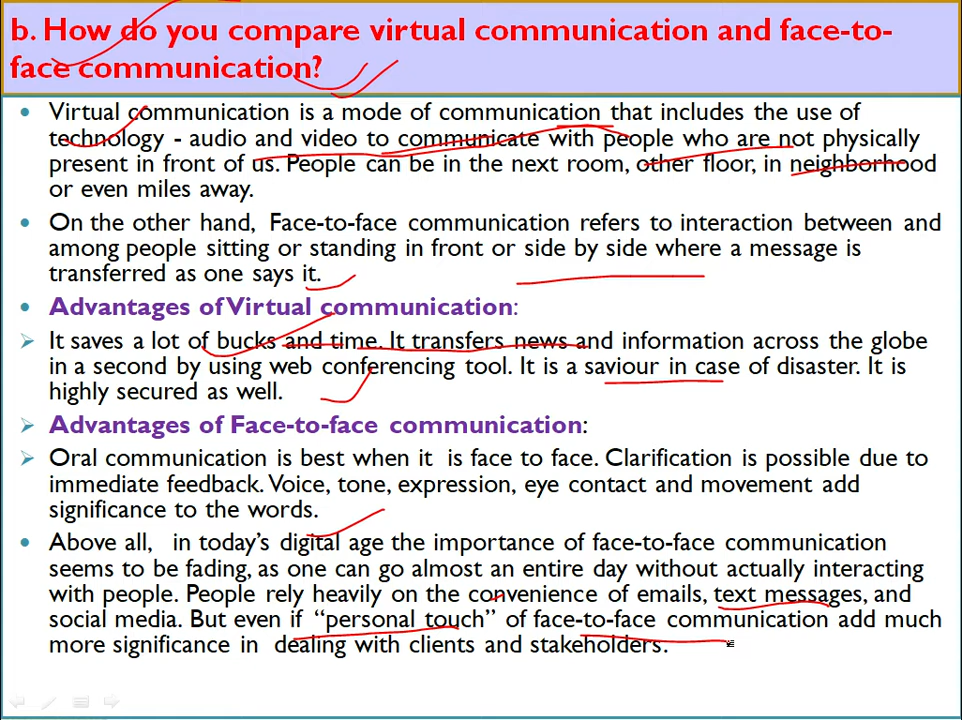 b. How do you compare virtual communication and face-to-
face communication?
• Virtual communication is a mode of communication that includes the use of
technology - audio and video to communicate with people who are not physically
present in front of us. People can be in the next room, other floor, in neighborhood
or even miles away.
• On the other hand, Face-to-face communication refers to interaction between and
among people sitting or standing in front or side by side where a message is
transferred as one says it.
• Advantages of Virtual communication:
➢ It saves a lot of bucks and time. It transfers news and information across the globe
in a second by using web conferencing tool. It is a saviour in case of disaster. It is
highly secured as well.
➢ Advantages of Face-to-face communication:
➢ Oral communication is best when it is face to face. Clarification is possible due to
immediate feedback. Voice, tone, expression, eye contact and movement add
significance to the words.
• Above all, in today's digital age the importance of face-to-face communication
seems to be fading, as one can go almost an entire day without actually interacting
with people. People rely heavily on the convenience of emails, text messages, and
social media. But even if “personal touch” of face-to-face communication add much
more significance in dealing with clients and stakeholders.